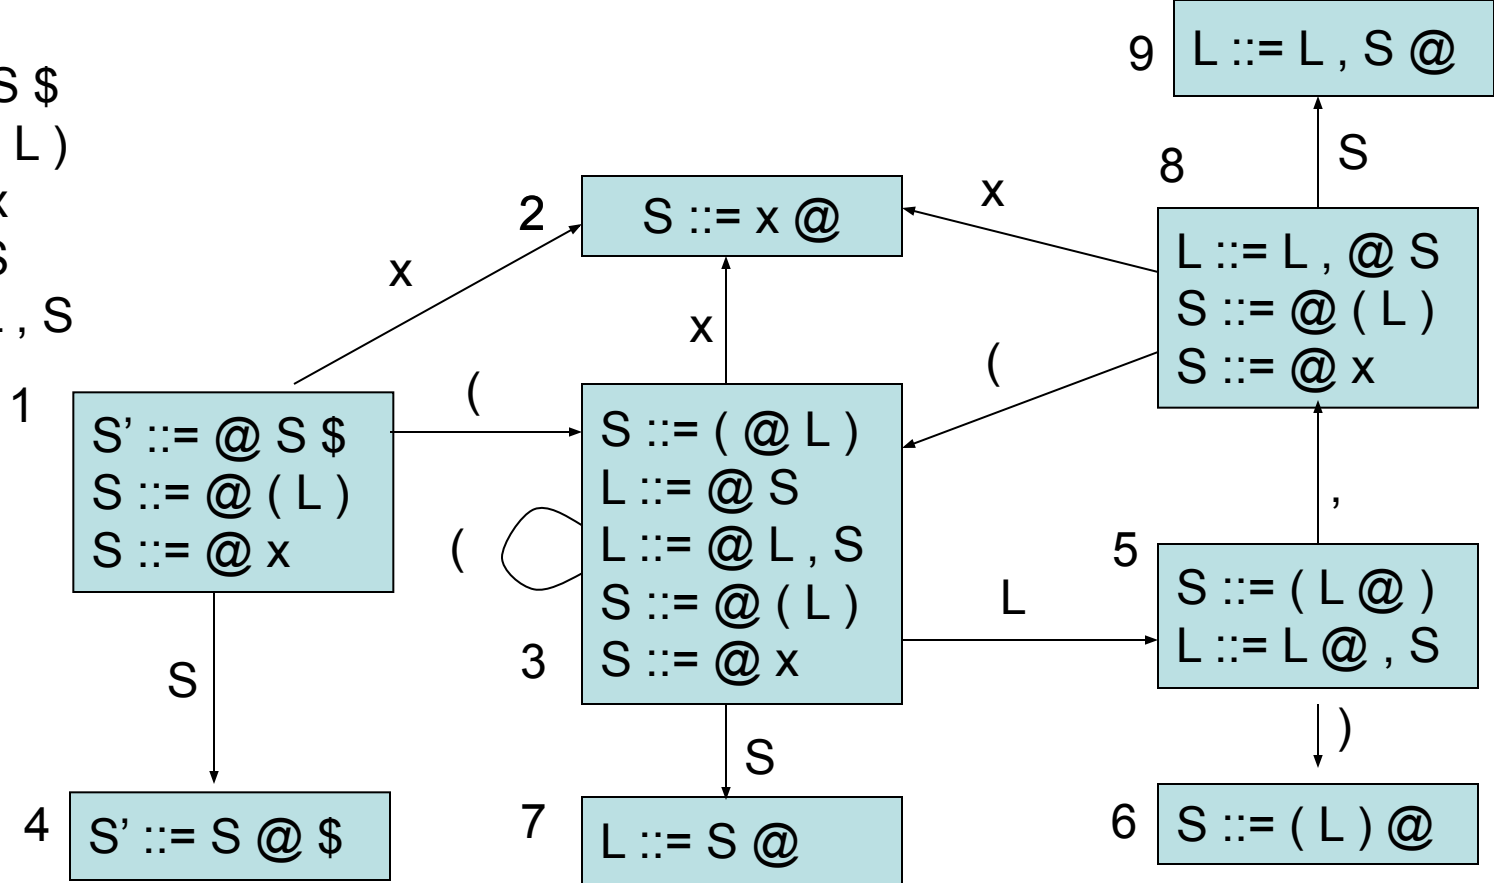 S $
L )
x
S
, S
1
S’ ::= @ S $
S ::= @ ( L )
S ::= @ x
S
4
S’ ::= S @ $
x
(
2
S ::= x @
x
(
3
S ::= ( @ L )
L ::= @ S
L ::= @ L , S
S ::= @ ( L )
S ::= @ x
S
7
L ::= S @
L
x
(
9
L ::= L , S @
S
8
L ::= L , @ S
S ::= @ ( L )
S ::= @ x
,
5
S ::= ( L @ )
L ::= L @ , S
)
6
S ::= ( L ) @